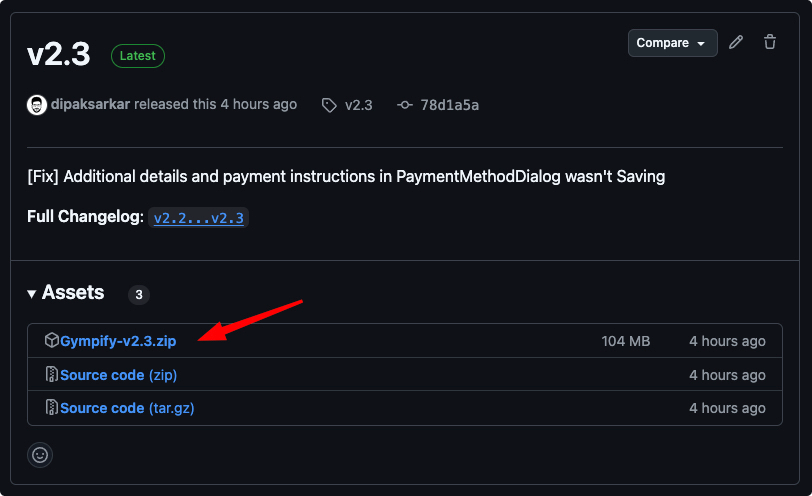 v2.3 Latest Compare
dipaksarkar released this 4 hours ago v2.3 78d1a5a
[Fix] Additional details and payment instructions in PaymentMethodDialog wasn't Saving
Full Changelog: v2.2...v2.3
Assets 3
Gympify-v2.3.zip 104 MB 4 hours ago
Source code (zip) 4 hours ago
Source code (tar.gz) 4 hours ago